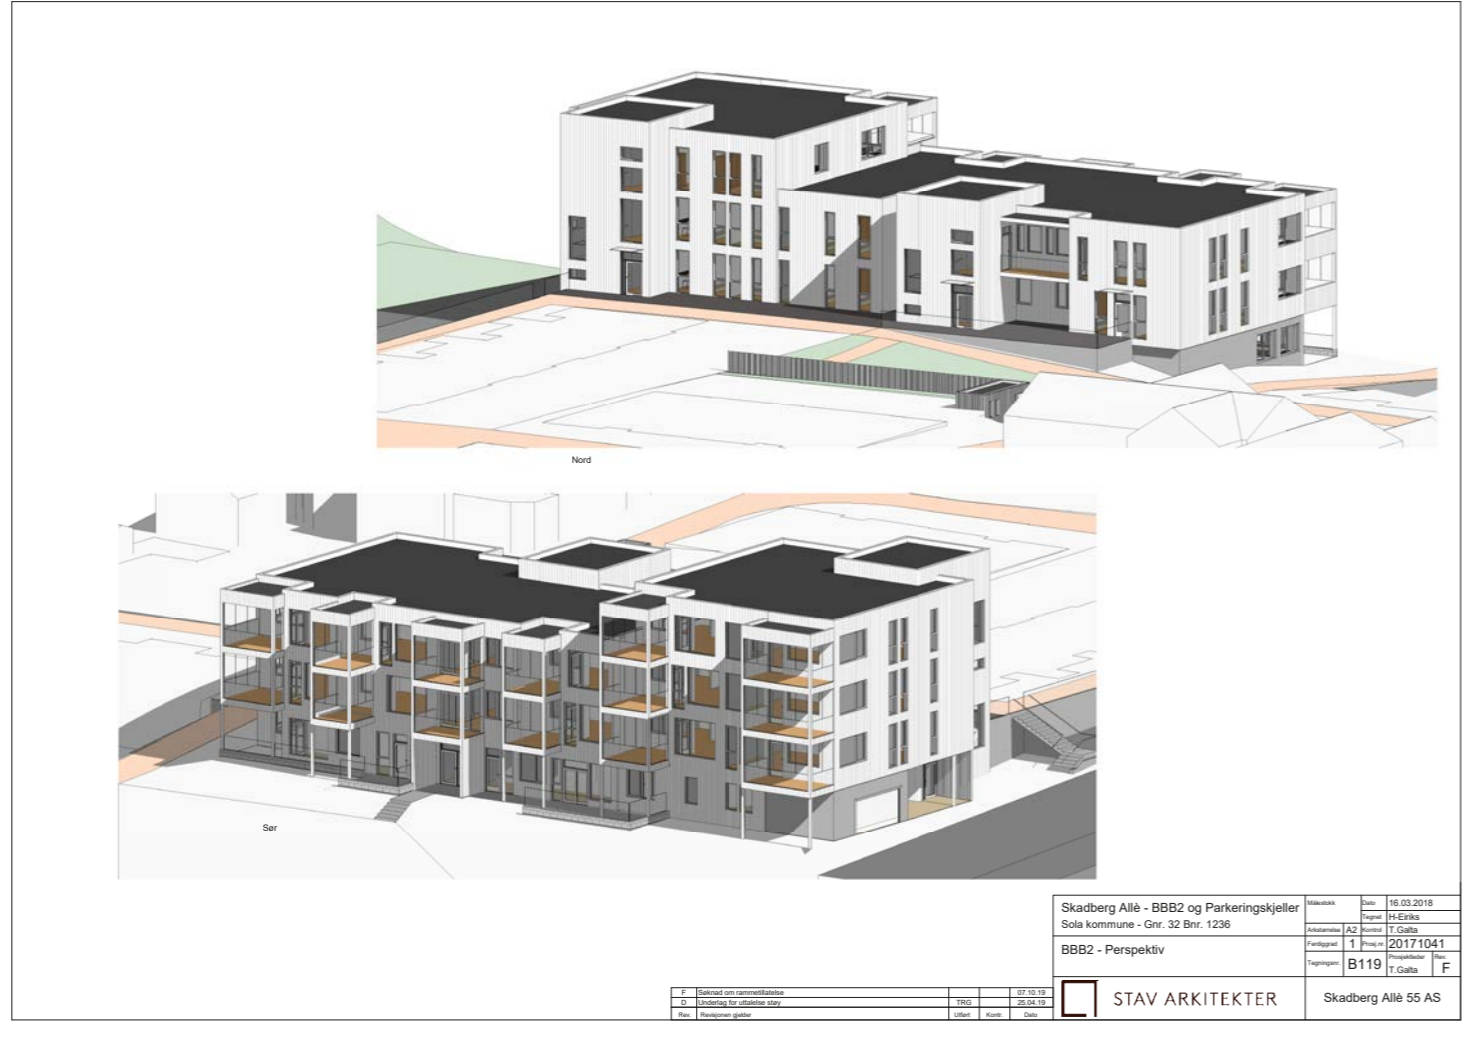 Nord
Sør
Skadberg Allè - BBB2 og Parkeringskjeller
Sola kommune - Gnr. 32 Bnr. 1236
BBB2 - Perspektiv
Målestokk Dato 16.03.2018
Tegnet H-Eiriks
Arkstørrelse A2 Kontrol T.Galta
Ferdiggrad 1 Prosj.nr. 20171041
Tegningsnr. B119 Prosjektleder T.Galta Rev. F
STAV ARKITEKTER
Skadberg Allè 55 AS
F Søknad om rammetillatelse 07.10.19
D Underlag for uttalelse støy TRG 25.04.19
Rev. Revisjonen gjelder Utført Kontr. Dato